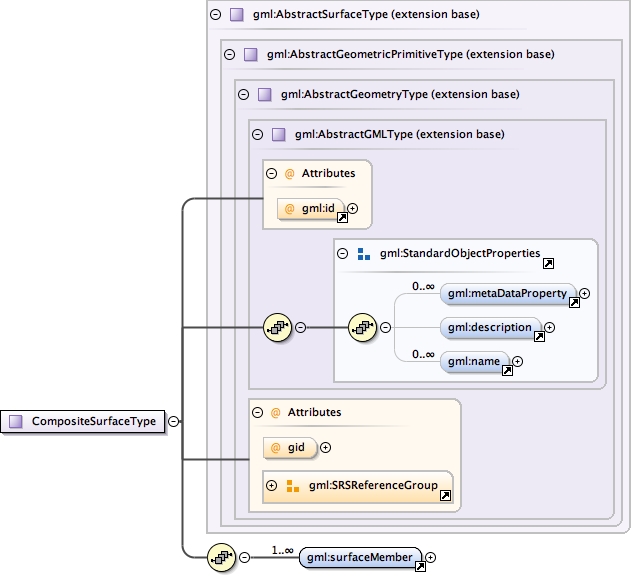 gml:AbstractSurfaceType (extension base)
gml:AbstractGeometricPrimitiveType (extension base)
gml:AbstractGeometryType (extension base)
gml:AbstractGMLType (extension base)
@ Attributes
@ gml:id
gml:StandardObjectProperties
0..∞
gml:metaDataProperty
gml:description
0..∞
gml:name
@ Attributes
CompositeSurfaceType
@ gid
gml:SRSReferenceGroup
1..∞
gml:surfaceMember